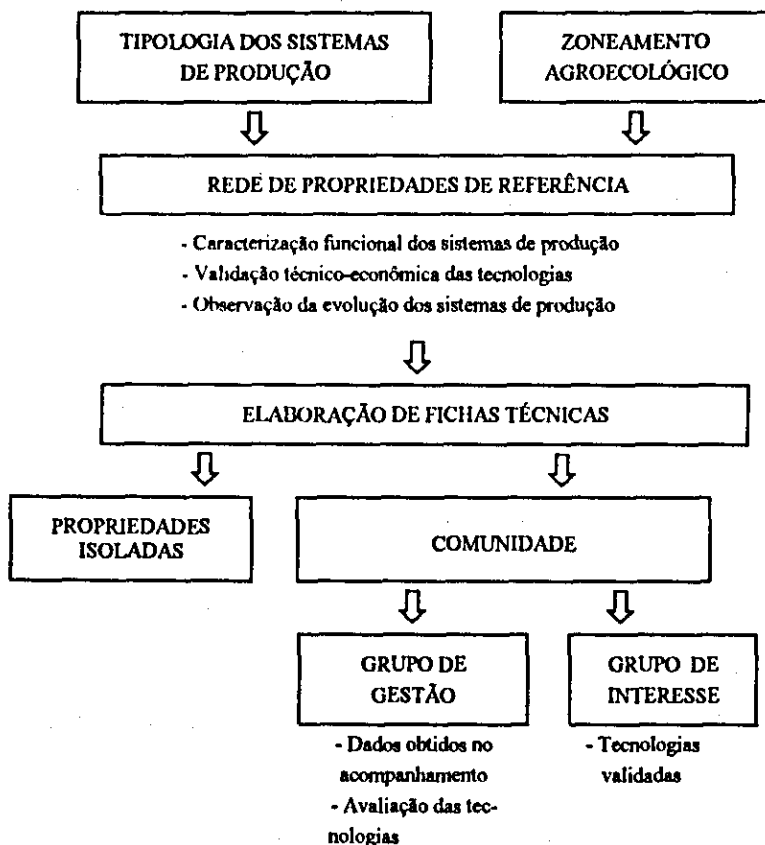 TIPOLOGIA DOS SISTEMAS
DE PRODUÇÃO
ZONEAMENTO
AGROECOLÓGICO
REDE DE PROPRIEDADES DE REFERÊNCIA
- Caracterização funcional dos sistemas de produção
- Validação técnico-econômica das tecnologias
- Observação da evolução dos sistemas de produção
ELABORAÇÃO DE FICHAS TÉCNICAS
PROPRIEDADES
ISOLADAS
COMUNIDADE
GRUPO DE
GESTÃO
GRUPO DE
INTERESSE
- Dados obtidos no
acompanhamento
- Avaliação das tec-
nologias
- Tecnologias
validadas